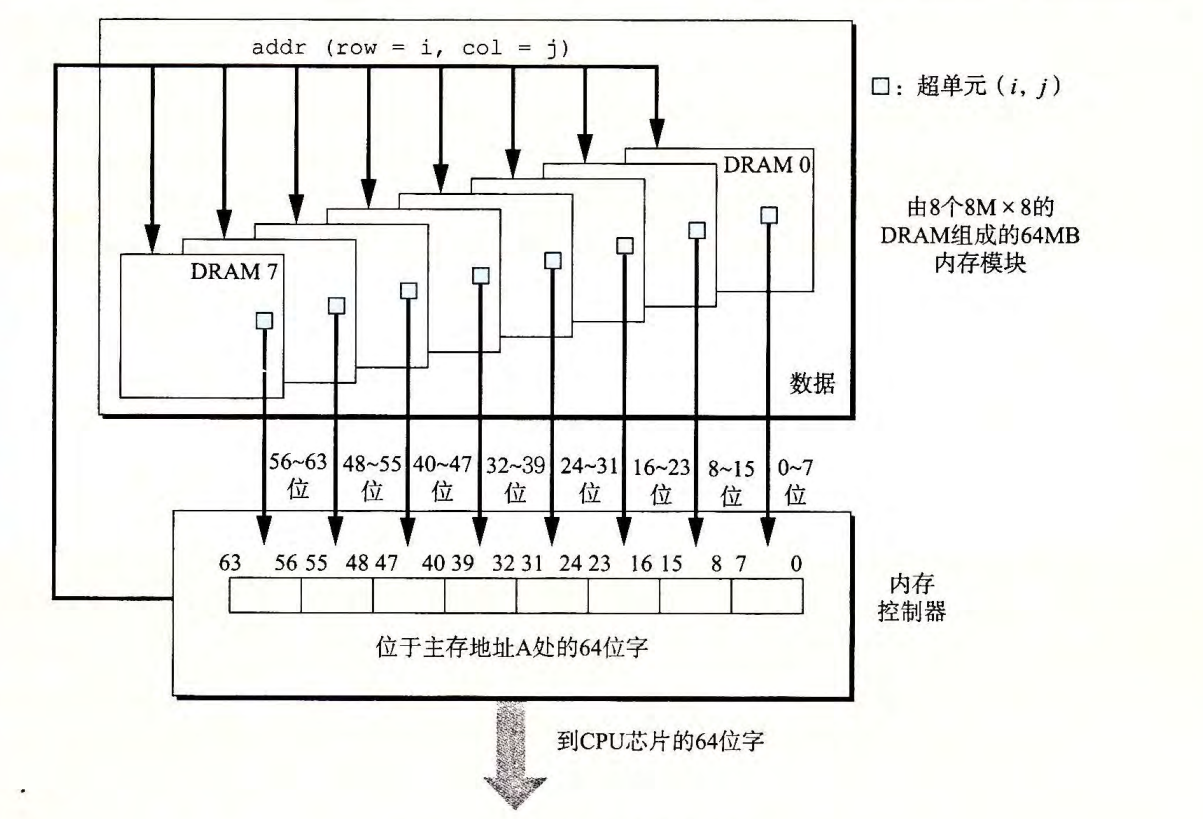 addr (row = i, col = j)
□：超单元（i, j）
DRAM 0
由8个8M×8的
DRAM组成的64MB
内存模块
DRAM 7
数据
56~63
位
48~55
位
40~47
位
32~39
位
24~31
位
16~23
位
8~15
位
0~7
位
63 56 55 48 47 40 39 32 31 24 23 16 15 8 7 0
内存
控制器
位于主存地址A处的64位字
到CPU芯片的64位字